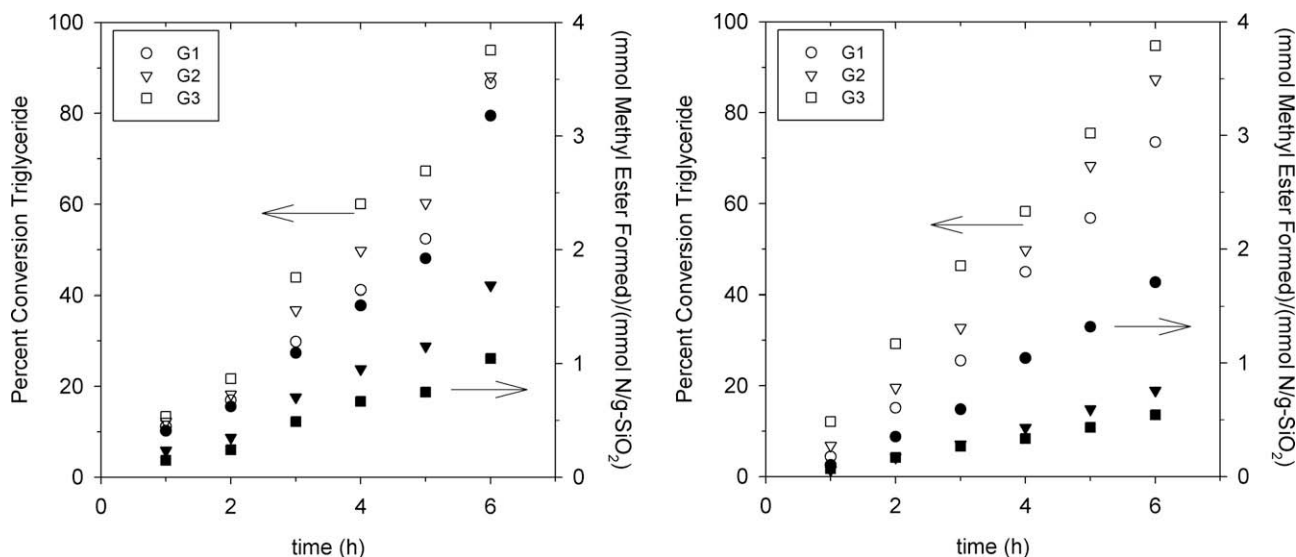 100
80
60
40
20
0
Percent Conversion Triglyceride
G1
G2
G3
4
3
2
1
0
(mmol Methyl Ester Formed)/(mmol N/g-SiO₂)
0
2
4
6
time (h)
100
80
60
40
20
0
Percent Conversion Triglyceride
G1
G2
G3
4
3
2
1
0
(mmol Methyl Ester Formed)/(mmol N/g-SiO₂)
0
2
4
6
time (h)